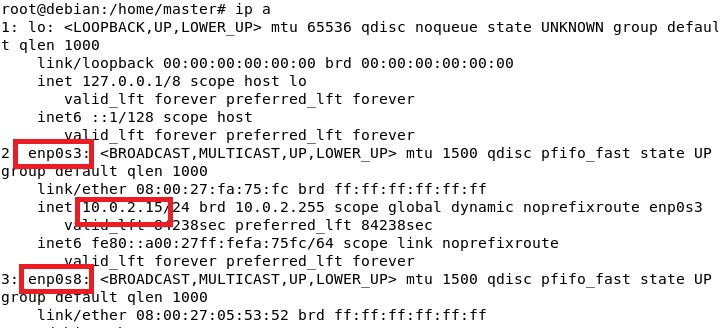 root@debian:/home/master# ip a
1: lo: <LOOPBACK,UP,LOWER_UP> mtu 65536 qdisc noqueue state UNKNOWN group defaul
t qlen 1000
    link/loopback 00:00:00:00:00:00 brd 00:00:00:00:00:00
    inet 127.0.0.1/8 scope host lo
       valid_lft forever preferred_lft forever
    inet6 ::1/128 scope host
       valid_lft forever preferred_lft forever
2: enp0s3: <BROADCAST,MULTICAST,UP,LOWER_UP> mtu 1500 qdisc pfifo_fast state UP
group default qlen 1000
    link/ether 08:00:27:fa:75:fc brd ff:ff:ff:ff:ff:ff
    inet 10.0.2.15/24 brd 10.0.2.255 scope global dynamic noprefixroute enp0s3
       valid_lft 84238sec preferred_lft 84238sec
    inet6 fe80::a00:27ff:fefa:75fc/64 scope link noprefixroute
       valid_lft forever preferred_lft forever
3: enp0s8: <BROADCAST,MULTICAST,UP,LOWER_UP> mtu 1500 qdisc pfifo_fast state UP
group default qlen 1000
    link/ether 08:00:27:05:53:52 brd ff:ff:ff:ff:ff:ff